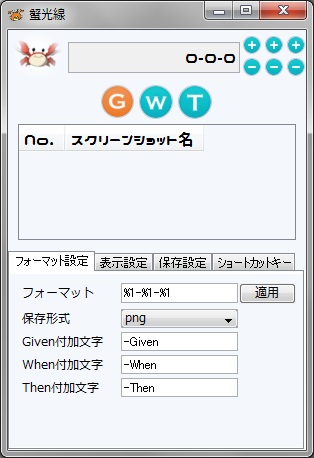 蟹光線
0-0-0
G W T
No. スクリーンショット名
フォーマット設定 表示設定 保存設定 ショートカットキー
フォーマット %1-%1-%1 適用
保存形式 png
Given付加文字 -Given
When付加文字 -When
Then付加文字 -Then